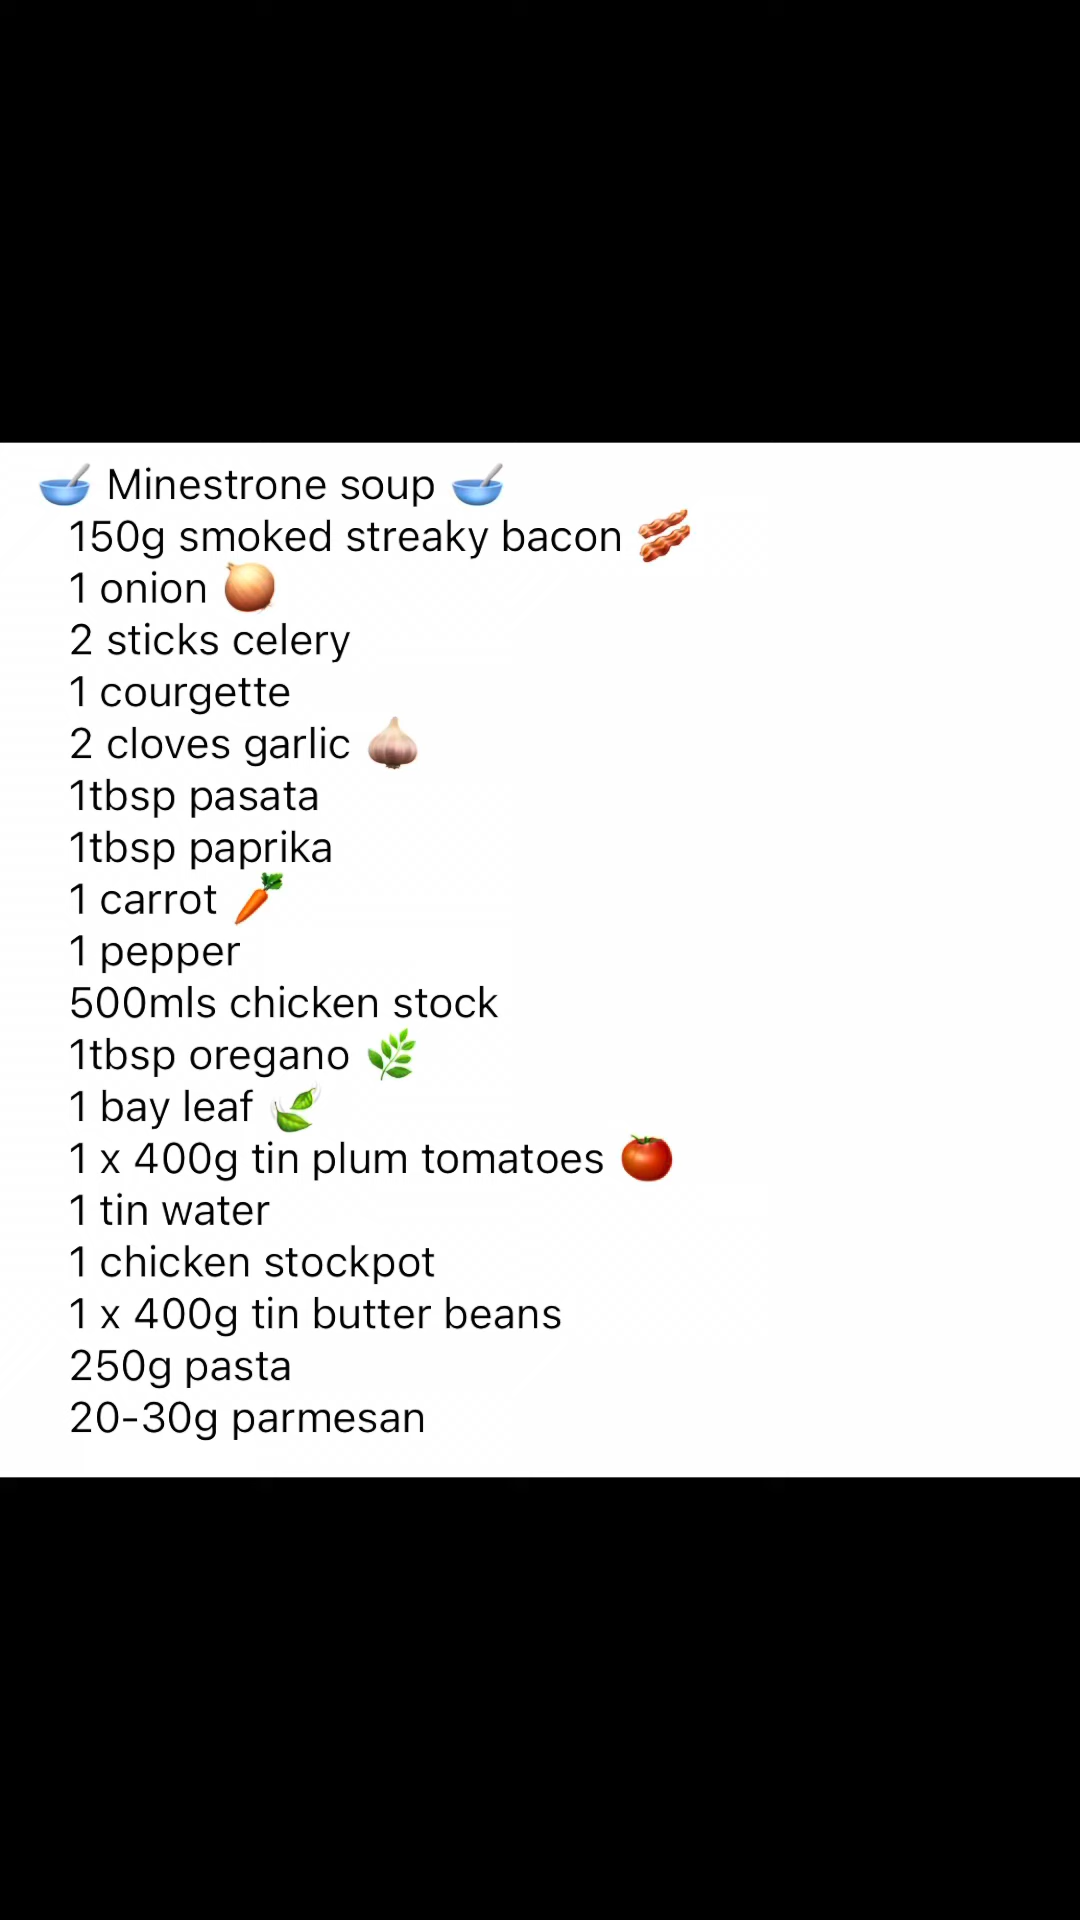 🥣 Minestrone soup 🥣
150g smoked streaky bacon 🥓
1 onion 🧅
2 sticks celery
1 courgette
2 cloves garlic 🧄
1tbsp pasata
1tbsp paprika
1 carrot 🥕
1 pepper
500mls chicken stock
1tbsp oregano 🌿
1 bay leaf 🍃
1 x 400g tin plum tomatoes 🍅
1 tin water
1 chicken stockpot
1 x 400g tin butter beans
250g pasta
20-30g parmesan